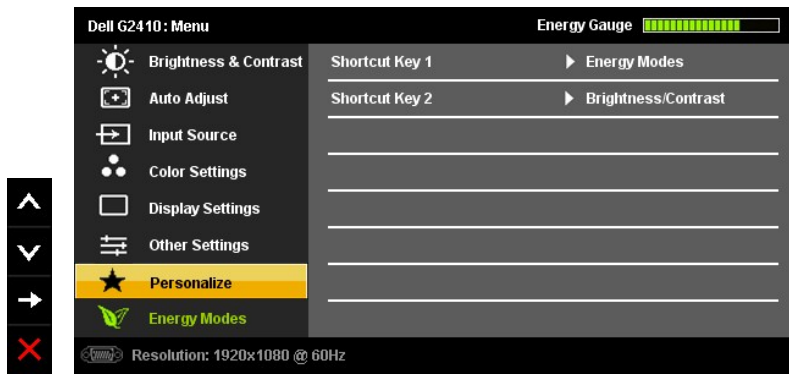 Dell G2410 : Menu Energy Gauge
Brightness & Contrast Shortcut Key 1 Energy Modes
Auto Adjust Shortcut Key 2 Brightness/Contrast
Input Source
Color Settings
Display Settings
Other Settings
Personalize
Energy Modes
Resolution: 1920x1080 @ 60Hz